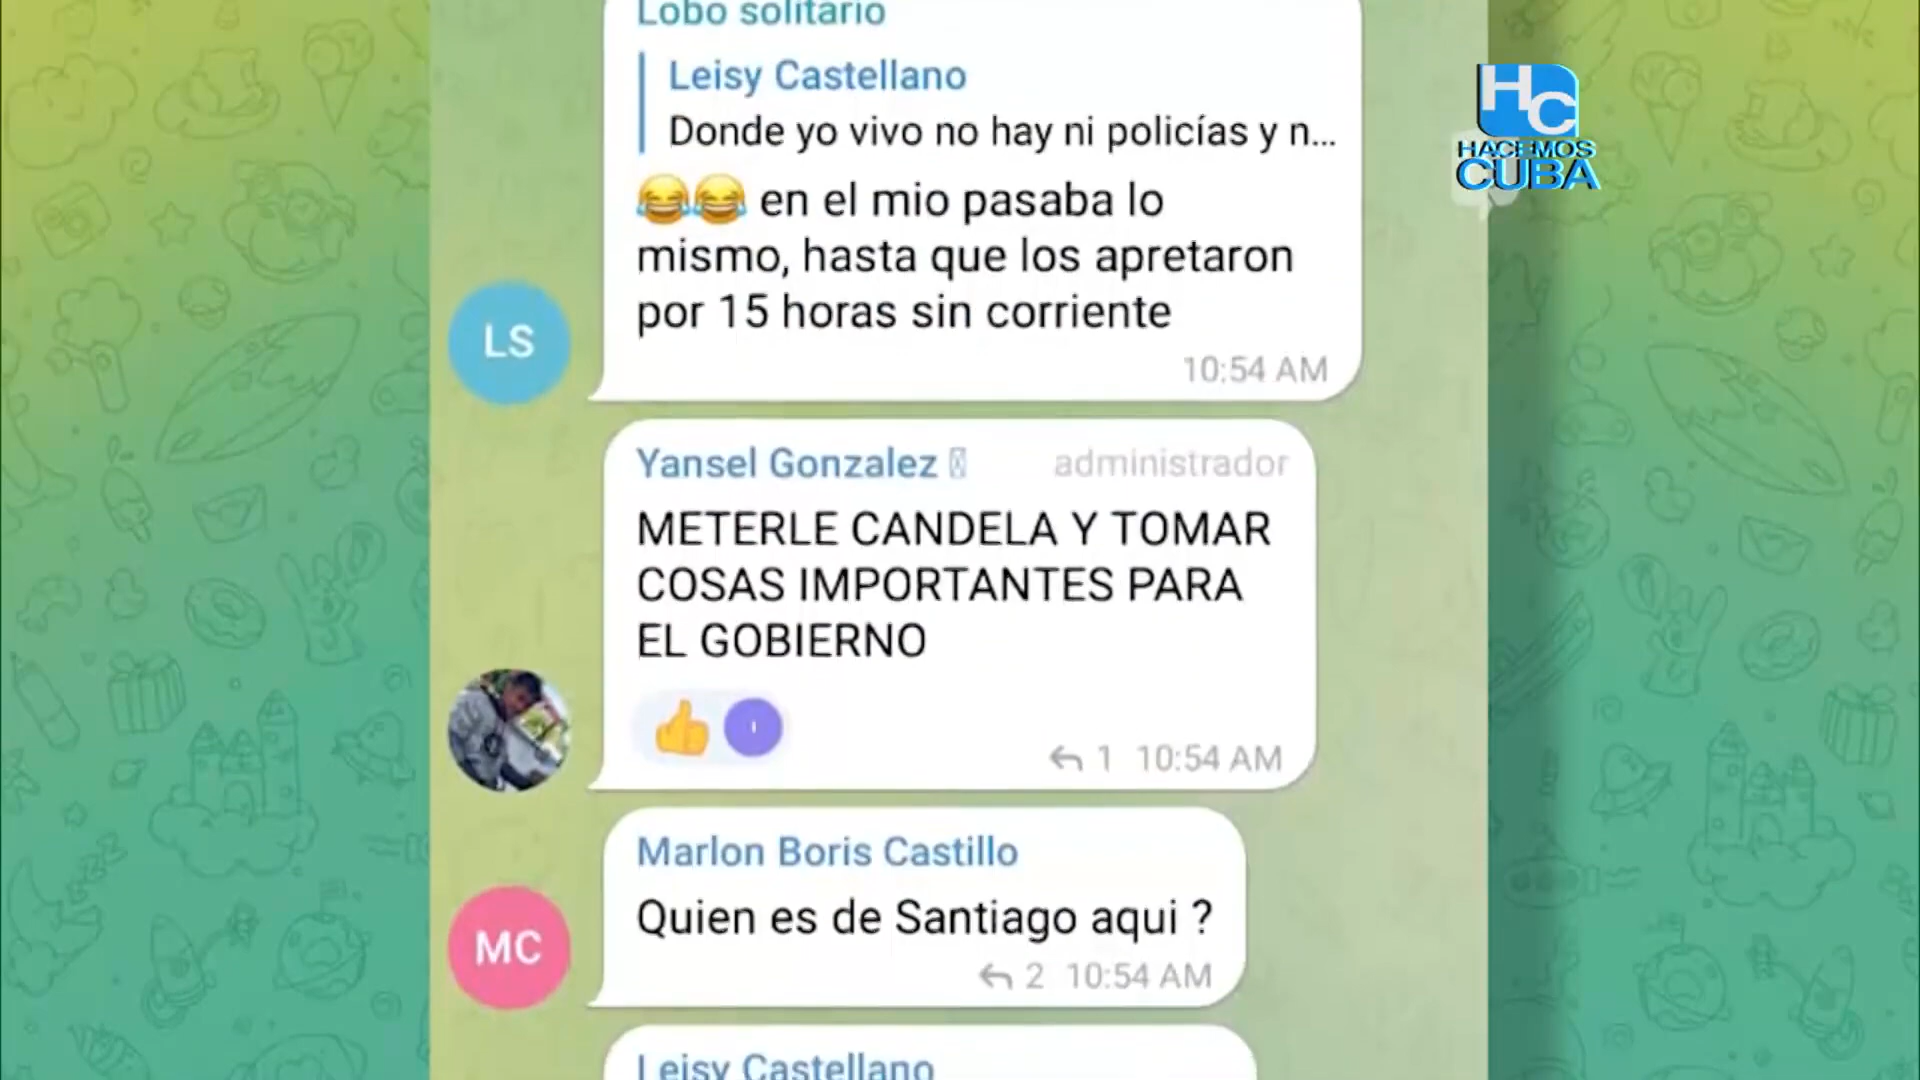 Lobo solitario
Leisy Castellano
Donde yo vivo no hay ni policías y n...
😂😂 en el mio pasaba lo
mismo, hasta que los apretaron
por 15 horas sin corriente
10:54 AM
LS
Yansel Gonzalez administrador
METERLE CANDELA Y TOMAR
COSAS IMPORTANTES PARA
EL GOBIERNO
👍
1 10:54 AM
Marlon Boris Castillo
Quien es de Santiago aqui ?
2 10:54 AM
MC
Leisy Castellano
HC
HACEMOS
CUBA